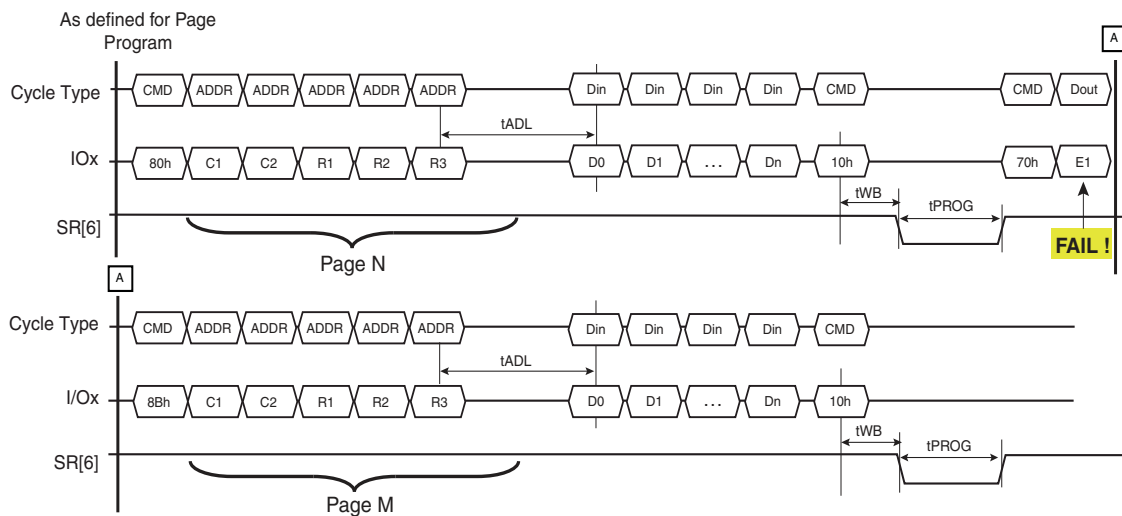 As defined for Page
Program
A
Cycle Type CMD ADDR ADDR ADDR ADDR ADDR Din Din Din Din CMD CMD Dout
tADL
IOx 80h C1 C2 R1 R2 R3 D0 D1 ... Dn 10h 70h E1
tWB tPROG
SR[6]
FAIL !
Page N
A
Cycle Type CMD ADDR ADDR ADDR ADDR ADDR Din Din Din Din CMD
tADL
I/Ox 8Bh C1 C2 R1 R2 R3 D0 D1 ... Dn 10h
tWB tPROG
SR[6]
Page M